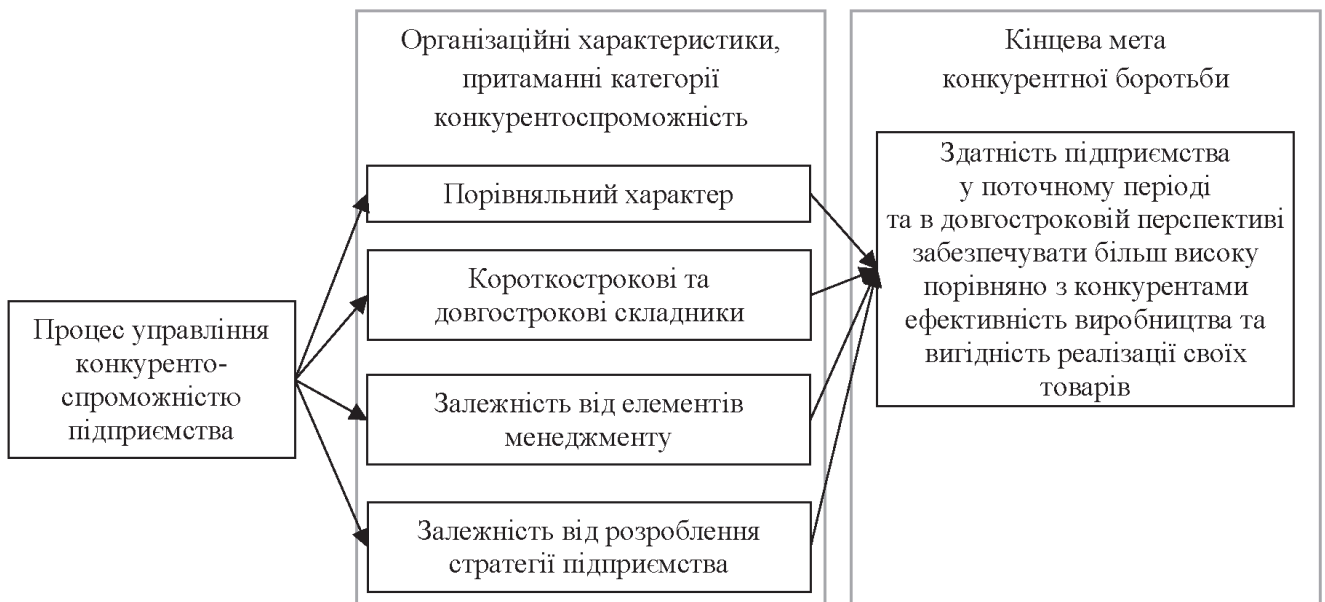 Процес управління
конкуренто-
спроможністю
підприємства
Організаційні характеристики,
притаманні категорії
конкурентоспроможність
Порівняльний характер
Короткострокові та
довгострокові складники
Залежність від елементів
менеджменту
Залежність від розроблення
стратегії підприємства
Кінцева мета
конкурентної боротьби
Здатність підприємства
у поточному періоді
та в довгостроковій перспективі
забезпечувати більш високу
порівняно з конкурентами
ефективність виробництва та
вигідність реалізації своїх
товарів